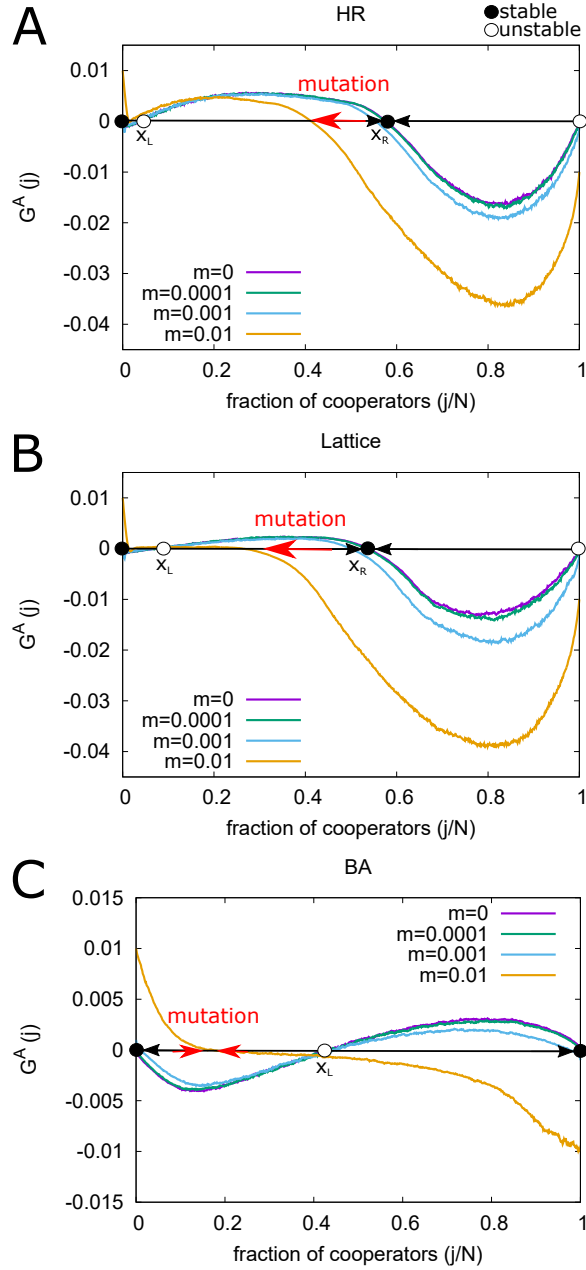 A
HR
stable
unstable
0.01
0
-0.01
-0.02
-0.03
-0.04
G^A (j)
mutation
x_L
x_R
m=0
m=0.0001
m=0.001
m=0.01
0 0.2 0.4 0.6 0.8 1
fraction of cooperators (j/N)
B
Lattice
0.01
0
-0.01
-0.02
-0.03
-0.04
G^A (j)
mutation
x_L
x_R
m=0
m=0.0001
m=0.001
m=0.01
0 0.2 0.4 0.6 0.8 1
fraction of cooperators (j/N)
C
BA
0.015
0.01
0.005
0
-0.005
-0.01
-0.015
G^A (j)
m=0
m=0.0001
m=0.001
m=0.01
mutation
x_L
0 0.2 0.4 0.6 0.8 1
fraction of cooperators (j/N)